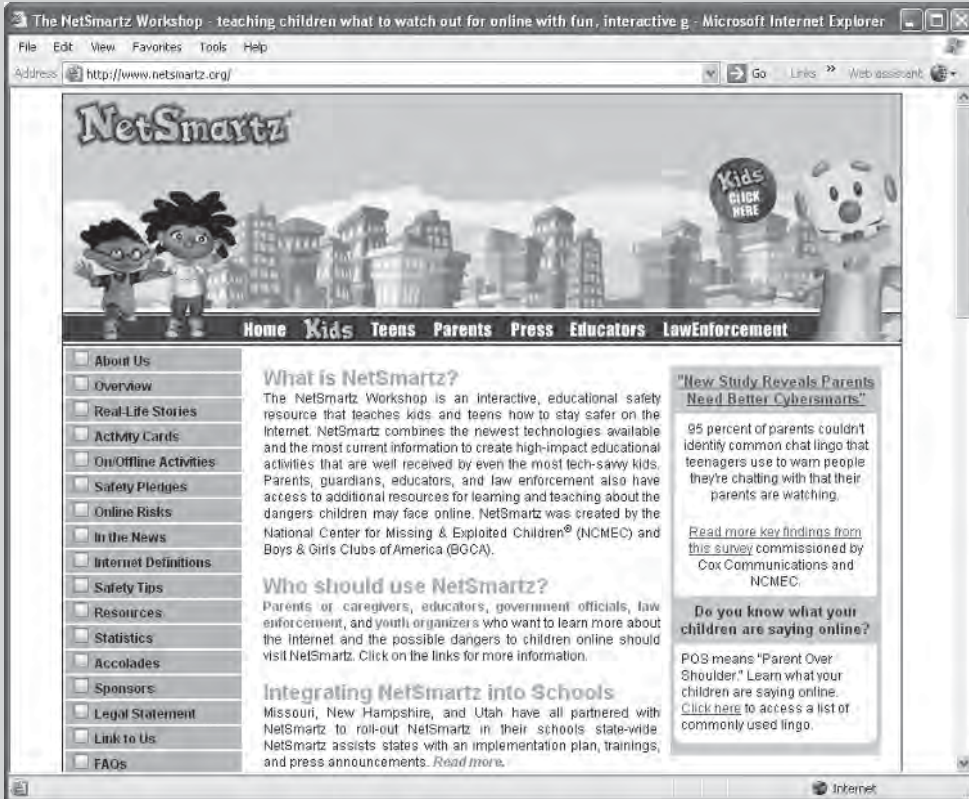 The NetSmartz Workshop - teaching children what to watch out for online with fun, interactive g - Microsoft Internet Explorer
File Edit View Favorites Tools Help
Address http://www.netsmartz.org/ Go Links » Web assistant
NetSmartz
Kids
CLICK
HERE
Home Kids Teens Parents Press Educators LawEnforcement
About Us
Overview
Real-Life Stories
Activity Cards
On/Offline Activities
Safety Pledges
Online Risks
In the News
Internet Definitions
Safety Tips
Resources
Statistics
Accolades
Sponsors
Legal Statement
Link to Us
FAQs
What is NetSmartz?
The NetSmartz Workshop is an interactive, educational safety
resource that teaches kids and teens how to stay safer on the
Internet. NetSmartz combines the newest technologies available
and the most current information to create high-impact educational
activities that are well received by even the most tech-savvy kids.
Parents, guardians, educators, and law enforcement also have
access to additional resources for learning and teaching about the
dangers children may face online. NetSmartz was created by the
National Center for Missing & Exploited Children® (NCMEC) and
Boys & Girls Clubs of America (BGCA).
Who should use NetSmartz?
Parents or caregivers, educators, government officials, law
enforcement, and youth organizers who want to learn more about
the Internet and the possible dangers to children online should
visit NetSmartz. Click on the links for more information.
Integrating NetSmartz into Schools
Missouri, New Hampshire, and Utah have all partnered with
NetSmartz to roll-out NetSmartz in their schools state-wide.
NetSmartz assists states with an implementation plan, trainings,
and press announcements. Read more.
"New Study Reveals Parents
Need Better Cybersmarts"
95 percent of parents couldn't
identify common chat lingo that
teenagers use to warn people
they're chatting with that their
parents are watching.
Read more key findings from
this survey commissioned by
Cox Communications and
NCMEC.
Do you know what your
children are saying online?
POS means "Parent Over
Shoulder." Learn what your
children are saying online.
Click here to access a list of
commonly used lingo.
Internet